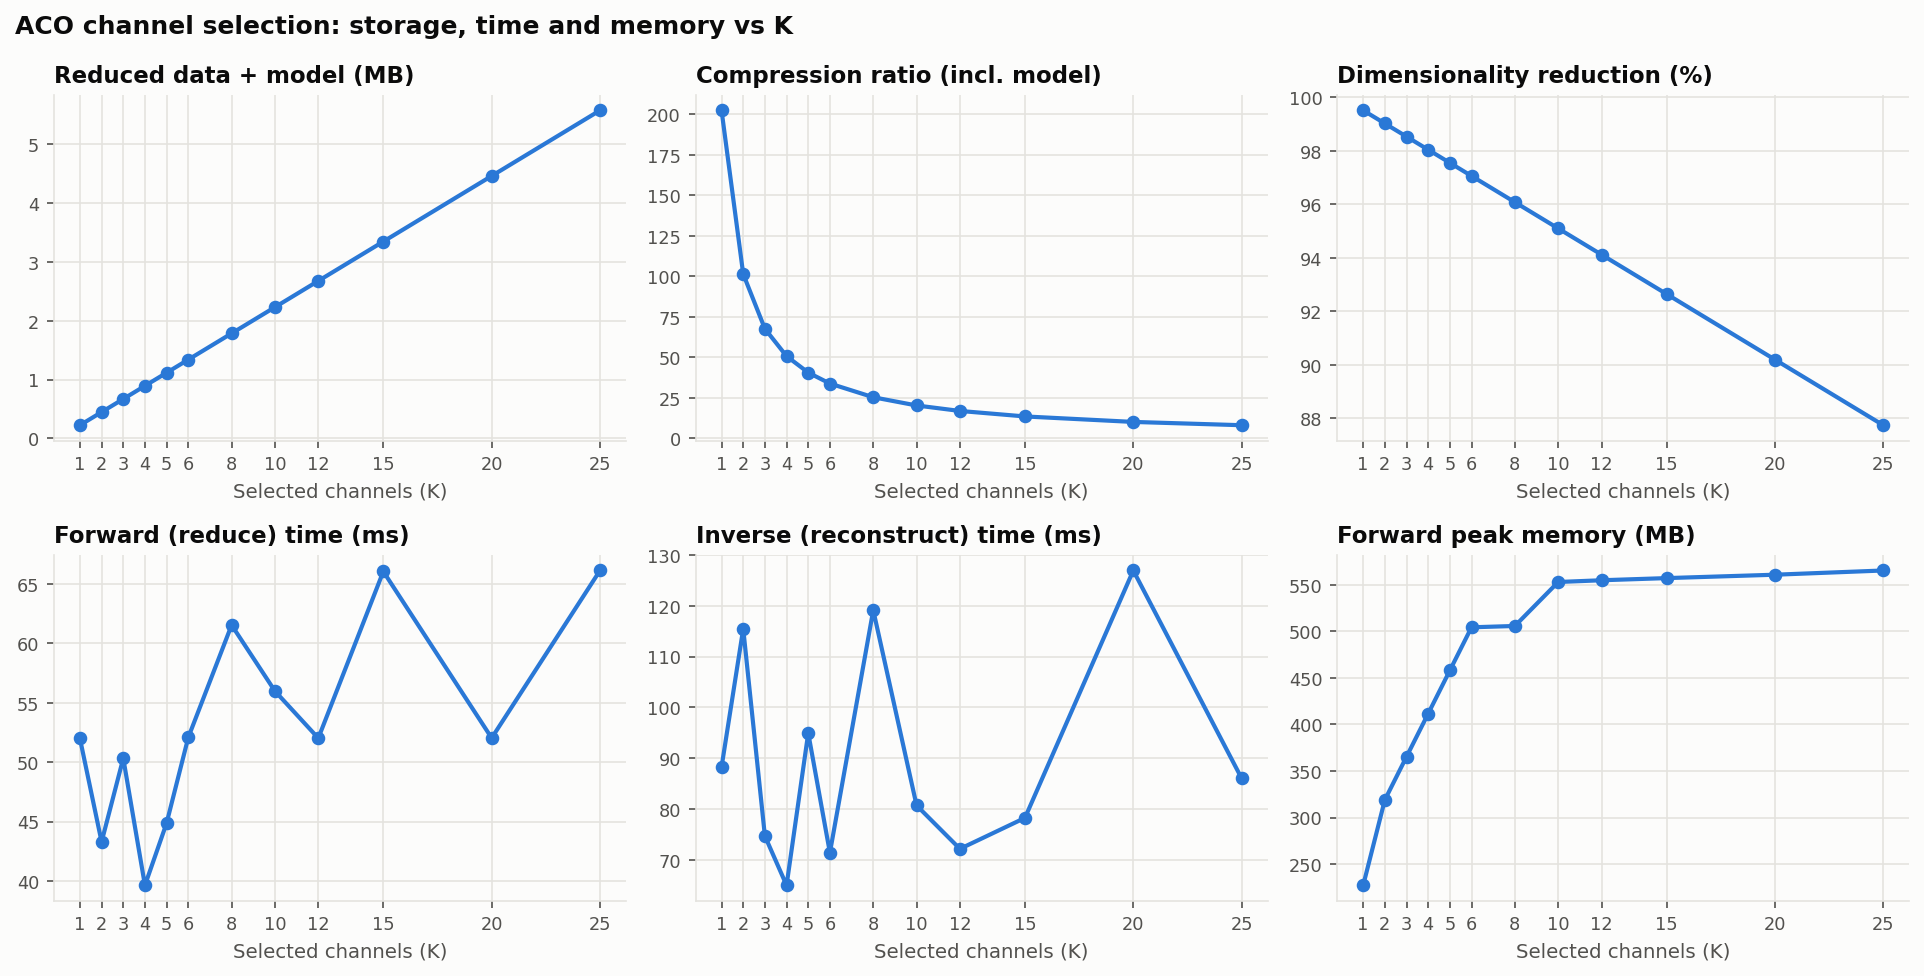 ACO channel selection: storage, time and memory vs K
Reduced data + model (MB)
5
4
3
2
1
0
1 2 3 4 5 6 8 10 12 15 20 25
Selected channels (K)
Compression ratio (incl. model)
200
175
150
125
100
75
50
25
0
1 2 3 4 5 6 8 10 12 15 20 25
Selected channels (K)
Dimensionality reduction (%)
100
98
96
94
92
90
88
1 2 3 4 5 6 8 10 12 15 20 25
Selected channels (K)
Forward (reduce) time (ms)
65
60
55
50
45
40
1 2 3 4 5 6 8 10 12 15 20 25
Selected channels (K)
Inverse (reconstruct) time (ms)
130
120
110
100
90
80
70
1 2 3 4 5 6 8 10 12 15 20 25
Selected channels (K)
Forward peak memory (MB)
550
500
450
400
350
300
250
1 2 3 4 5 6 8 10 12 15 20 25
Selected channels (K)